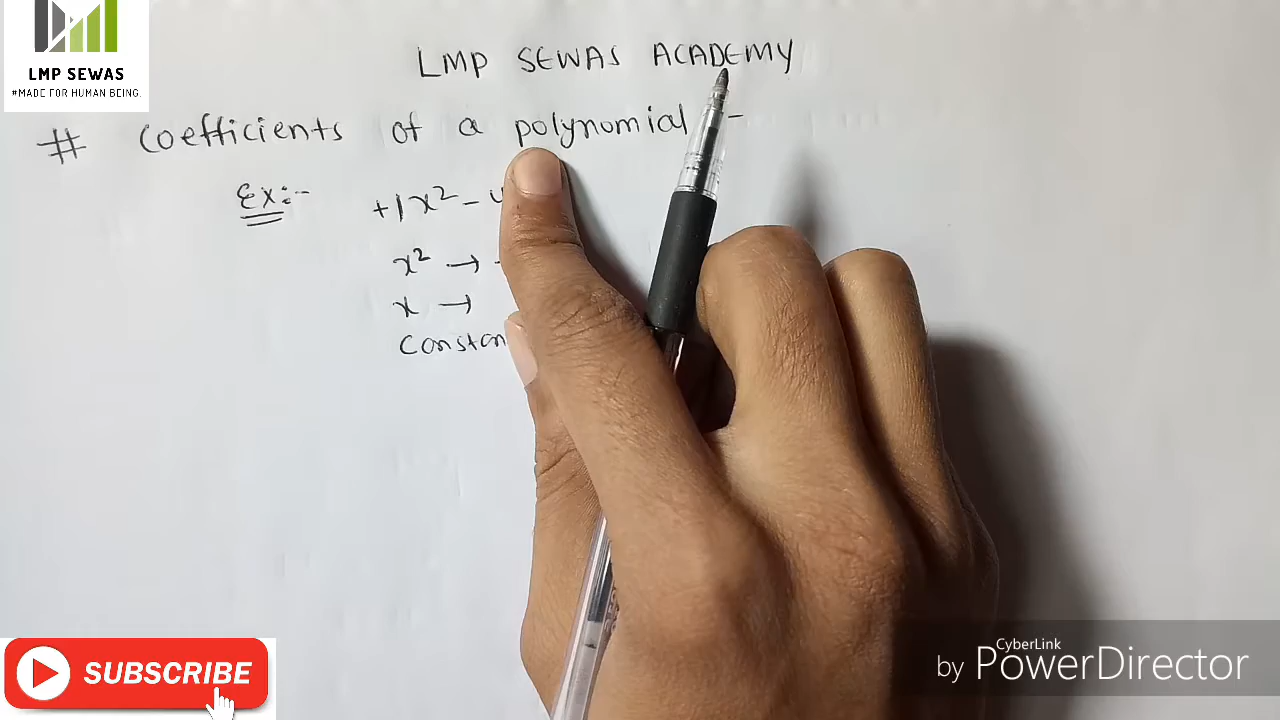 LMP SEWAS
#MADE FOR HUMAN BEING.
LMP SEWAS ACADEMY
# Coefficients of a polynomial -
Ex:-
+1x² - 4
x² →
x →
SUBSCRIBE
CyberLink
by PowerDirector